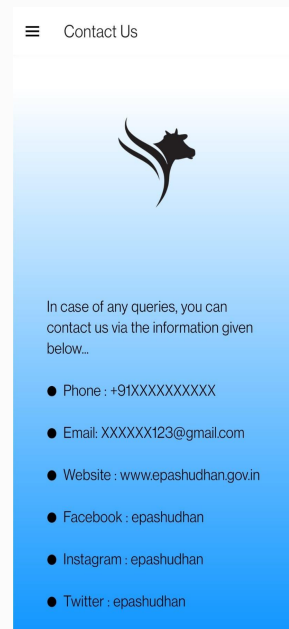 Contact Us
In case of any queries, you can
contact us via the information given
below...
Phone : +91XXXXXXXXXX
Email: XXXXXX123@gmail.com
Website : www.epashudhan.gov.in
Facebook : epashudhan
Instagram : epashudhan
Twitter : epashudhan